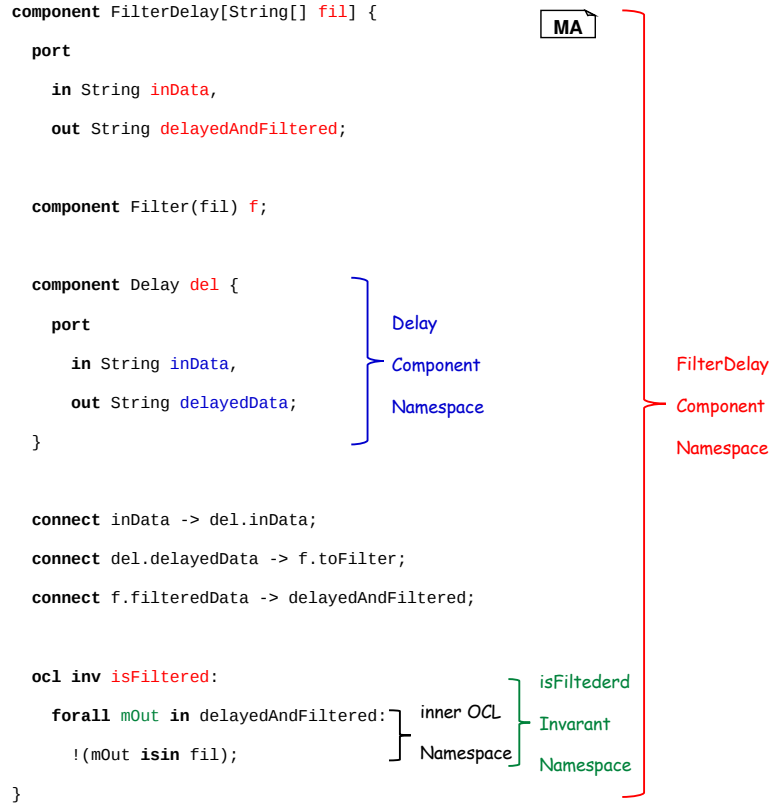 component FilterDelay[String[] fil] {
MA
port
in String inData,
out String delayedAndFiltered;
component Filter(fil) f;
component Delay del {
port
in String inData,
out String delayedData;
}
Delay
Component
Namespace
FilterDelay
Component
Namespace
connect inData -> del.inData;
connect del.delayedData -> f.toFilter;
connect f.filteredData -> delayedAndFiltered;
ocl inv isFiltered:
forall mOut in delayedAndFiltered:
!(mOut isin fil);
inner OCL
Namespace
isFiltederd
Invarant
Namespace
}